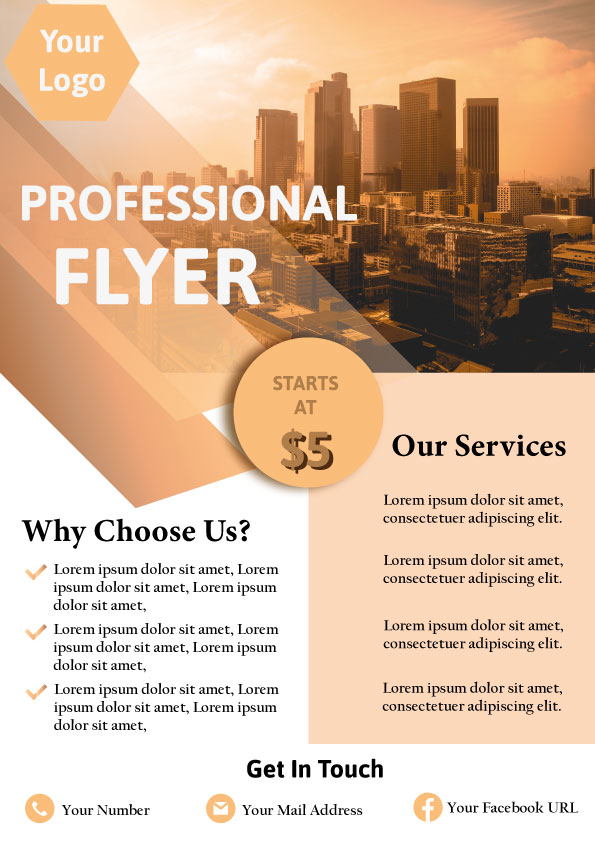 Your
Logo
PROFESSIONAL
FLYER
STARTS
AT
$5
Our Services
Lorem ipsum dolor sit amet,
consectetuer adipiscing elit.
Lorem ipsum dolor sit amet,
consectetuer adipiscing elit.
Lorem ipsum dolor sit amet,
consectetuer adipiscing elit.
Lorem ipsum dolor sit amet,
consectetuer adipiscing elit.
Why Choose Us?
Lorem ipsum dolor sit amet, Lorem
ipsum dolor sit amet, Lorem ipsum
dolor sit amet,
Lorem ipsum dolor sit amet, Lorem
ipsum dolor sit amet, Lorem ipsum
dolor sit amet,
Lorem ipsum dolor sit amet, Lorem
ipsum dolor sit amet, Lorem ipsum
dolor sit amet,
Get In Touch
Your Number
Your Mail Address
Your Facebook URL